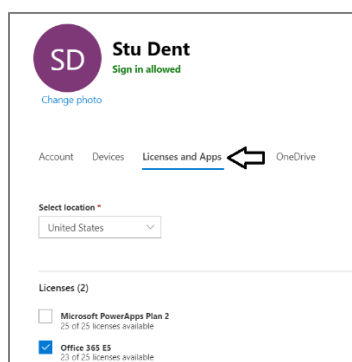 SD
Stu Dent
Sign in allowed
Change photo
Account Devices Licenses and Apps OneDrive
Select location *
United States
Licenses (2)
Microsoft PowerApps Plan 2
25 of 25 licenses available
Office 365 E5
23 of 25 licenses available